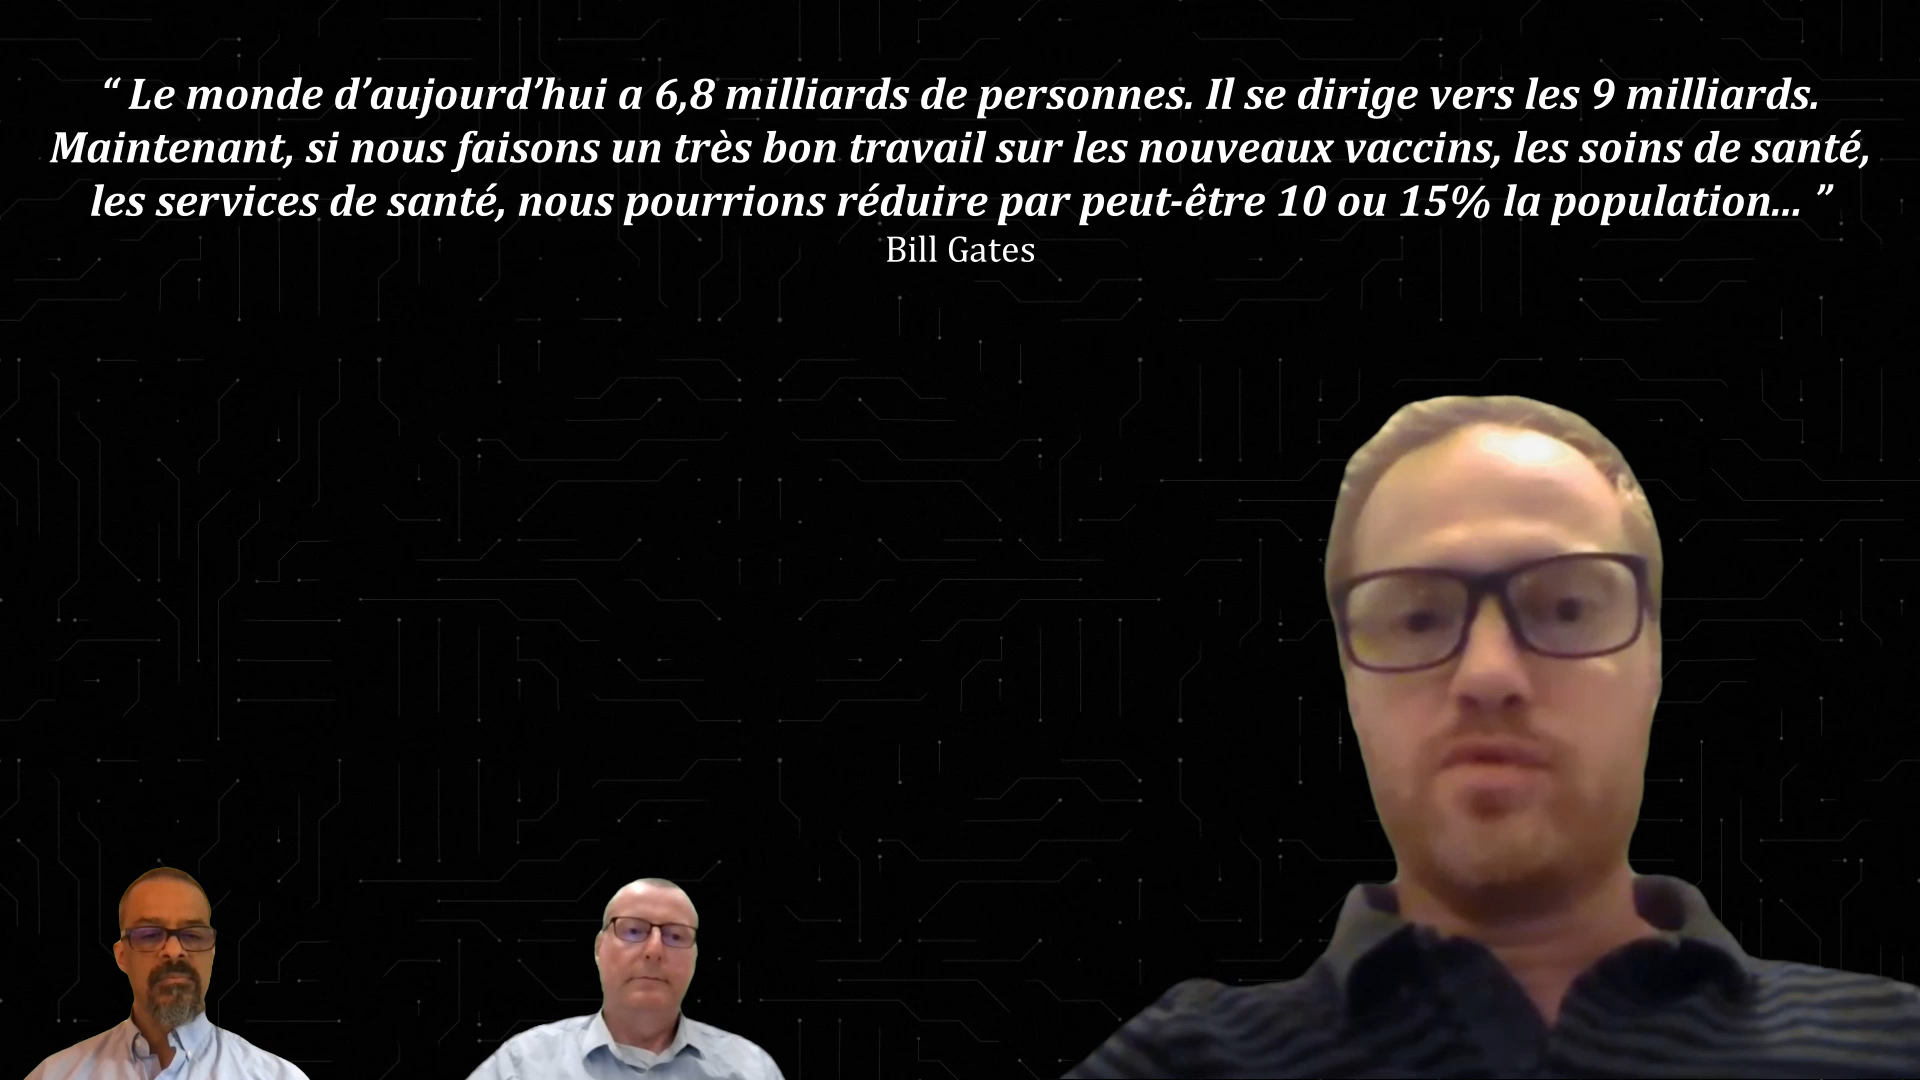 “ Le monde d’aujourd’hui a 6,8 milliards de personnes. Il se dirige vers les 9 milliards.
Maintenant, si nous faisons un très bon travail sur les nouveaux vaccins, les soins de santé,
les services de santé, nous pourrions réduire par peut-être 10 ou 15% la population... ”
Bill Gates